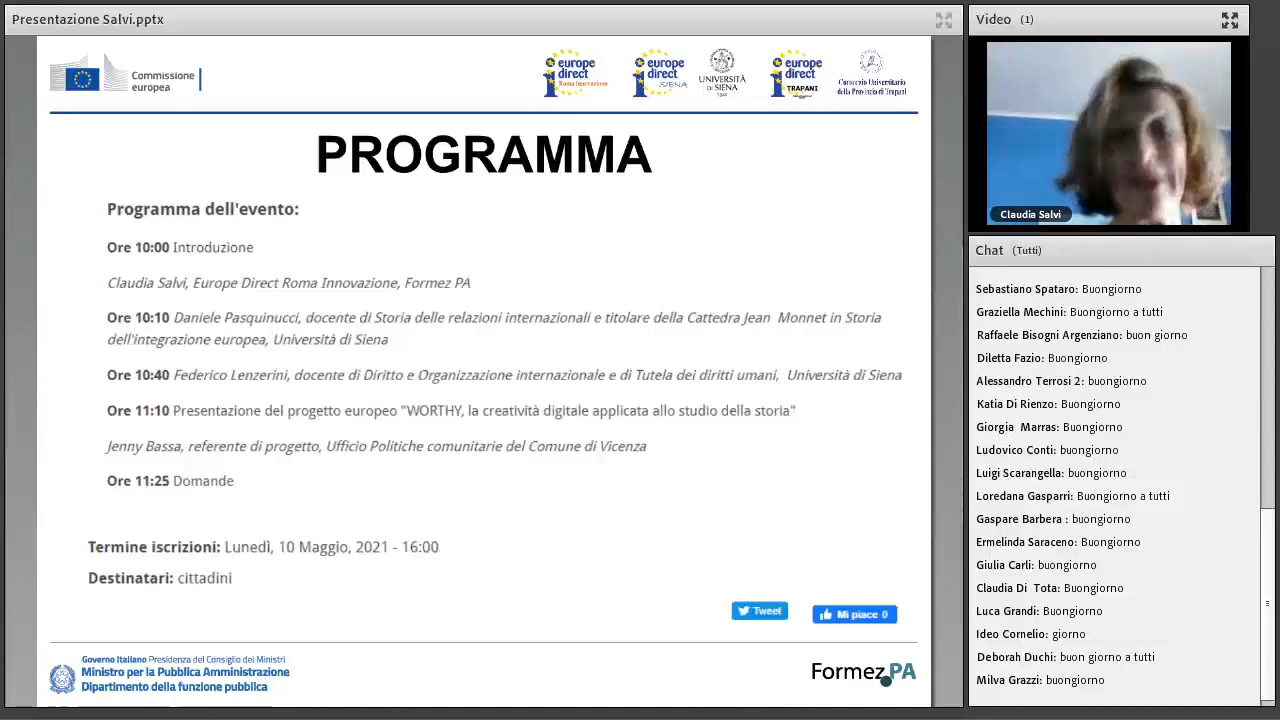 Presentazione Salvi.pptx
Commissione
europea
europe
direct
Roma Innovazione
europe
direct
SIENA
UNIVERSITÀ
DI SIENA
1240
europe
direct
TRAPANI
Consorzio Universitario
della Provincia di Trapani
PROGRAMMA
Programma dell'evento:
Ore 10:00 Introduzione
Claudia Salvi, Europe Direct Roma Innovazione, Formez PA
Ore 10:10 Daniele Pasquinucci, docente di Storia delle relazioni internazionali e titolare della Cattedra Jean Monnet in Storia
dell'integrazione europea, Università di Siena
Ore 10:40 Federico Lenzerini, docente di Diritto e Organizzazione internazionale e di Tutela dei diritti umani, Università di Siena
Ore 11:10 Presentazione del progetto europeo "WORTHY, la creatività digitale applicata allo studio della storia"
Jenny Bassa, referente di progetto, Ufficio Politiche comunitarie del Comune di Vicenza
Ore 11:25 Domande
Termine iscrizioni: Lunedì, 10 Maggio, 2021 - 16:00
Destinatari: cittadini
Tweet
Mi piace 0
Governo Italiano Presidenza del Consiglio dei Ministri
Ministro per la Pubblica Amministrazione
Dipartimento della funzione pubblica
Formez PA
Video (1)
Claudia Salvi
Chat (Tutti)
Sebastiano Spataro: Buongiorno
Graziella Mechini: Buongiorno a tutti
Raffaele Bisogni Argenziano: buon giorno
Diletta Fazio: Buongiorno
Alessandro Terrosi 2: buongiorno
Katia Di Rienzo: Buongiorno
Giorgia Marras: Buongiorno
Ludovico Conti: buongiorno
Luigi Scarangella: buongiorno
Loredana Gasparri: Buongiorno a tutti
Gaspare Barbera : buongiorno
Ermelinda Saraceno: Buongiorno
Giulia Carli: buongiorno
Claudia Di Tota: Buongiorno
Luca Grandi: Buongiorno
Ideo Cornelio: giorno
Deborah Duchi: buon giorno a tutti
Milva Grazzi: buongiorno